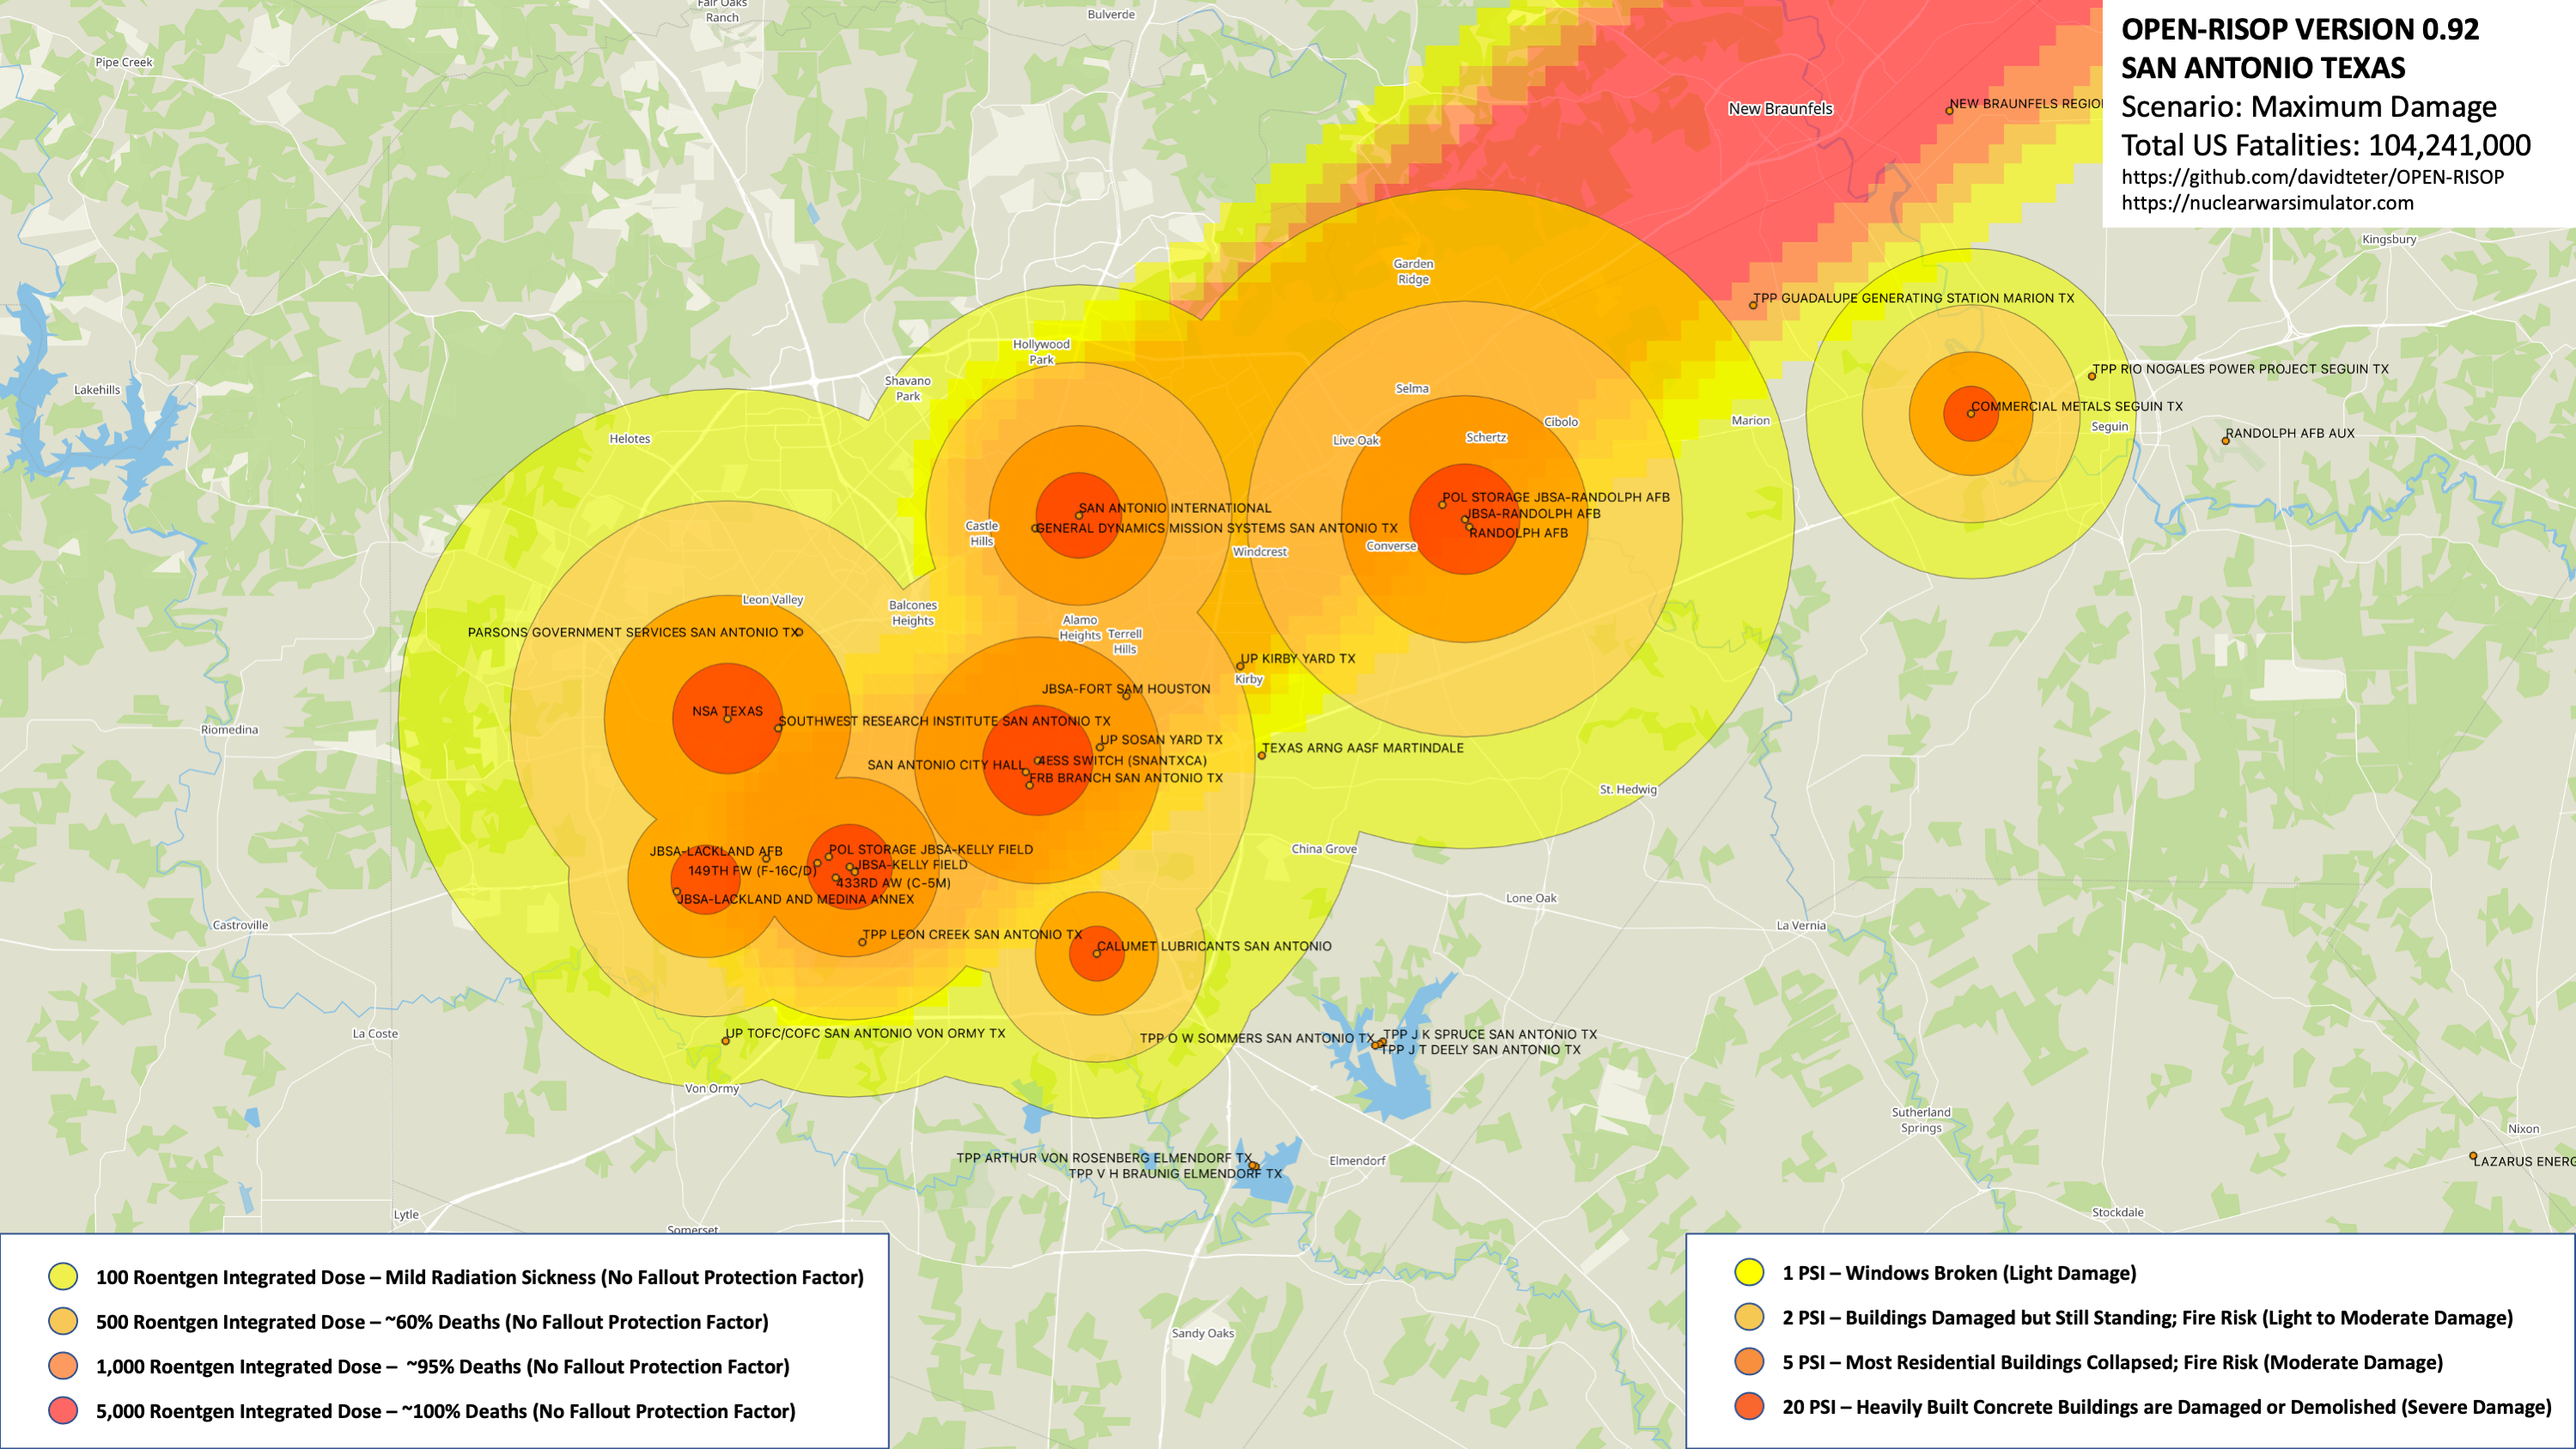 Fair Oaks
Ranch
Bulverde
OPEN-RISOP VERSION 0.92
SAN ANTONIO TEXAS
Scenario: Maximum Damage
Total US Fatalities: 104,241,000
https://github.com/davidteter/OPEN-RISOP
https://nuclearwarsimulator.com
Pipe Creek
New Braunfels
NEW BRAUNFELS REGIO
Kingsbury
Garden
Ridge
TPP GUADALUPE GENERATING STATION MARION TX
Hollywood
Park
Lakehills
Shavano
Park
Selma
TPP RIO NOGALES POWER PROJECT SEGUIN TX
COMMERCIAL METALS SEGUIN TX
Helotes
Live Oak
Schertz
Cibolo
Marion
Seguin
RANDOLPH AFB AUX
SAN ANTONIO INTERNATIONAL
GENERAL DYNAMICS MISSION SYSTEMS SAN ANTONIO TX
Castle
Hills
POL STORAGE JBSA-RANDOLPH AFB
JBSA-RANDOLPH AFB
RANDOLPH AFB
Windcrest
Converse
Leon Valley
Balcones
Heights
Alamo
Heights
Terrell
Hills
PARSONS GOVERNMENT SERVICES SAN ANTONIO TX
UP KIRBY YARD TX
Kirby
JBSA-FORT SAM HOUSTON
NSA TEXAS
SOUTHWEST RESEARCH INSTITUTE SAN ANTONIO TX
Riomedina
UP SOSAN YARD TX
TEXAS ARNG AASF MARTINDALE
SAN ANTONIO CITY HALL
4ESS SWITCH (SNANTXCA)
FRB BRANCH SAN ANTONIO TX
St. Hedwig
China Grove
JBSA-LACKLAND AFB
POL STORAGE JBSA-KELLY FIELD
149TH FW (F-16C/D)
JBSA-KELLY FIELD
433RD AW (C-5M)
JBSA-LACKLAND AND MEDINA ANNEX
Lone Oak
Castroville
La Vernia
TPP LEON CREEK SAN ANTONIO TX
CALUMET LUBRICANTS SAN ANTONIO
La Coste
UP TOFC/COFC SAN ANTONIO VON ORMY TX
TPP O W SOMMERS SAN ANTONIO TX
TPP J K SPRUCE SAN ANTONIO TX
TPP J T DEELY SAN ANTONIO TX
Von Ormy
Sutherland
Springs
Nixon
TPP ARTHUR VON ROSENBERG ELMENDORF TX
TPP V H BRAUNIG ELMENDORF TX
Elmendorf
LAZARUS ENERG
Lytle
Somerset
Stockdale
Sandy Oaks
100 Roentgen Integrated Dose – Mild Radiation Sickness (No Fallout Protection Factor)
500 Roentgen Integrated Dose – ~60% Deaths (No Fallout Protection Factor)
1,000 Roentgen Integrated Dose – ~95% Deaths (No Fallout Protection Factor)
5,000 Roentgen Integrated Dose – ~100% Deaths (No Fallout Protection Factor)
1 PSI – Windows Broken (Light Damage)
2 PSI – Buildings Damaged but Still Standing; Fire Risk (Light to Moderate Damage)
5 PSI – Most Residential Buildings Collapsed; Fire Risk (Moderate Damage)
20 PSI – Heavily Built Concrete Buildings are Damaged or Demolished (Severe Damage)